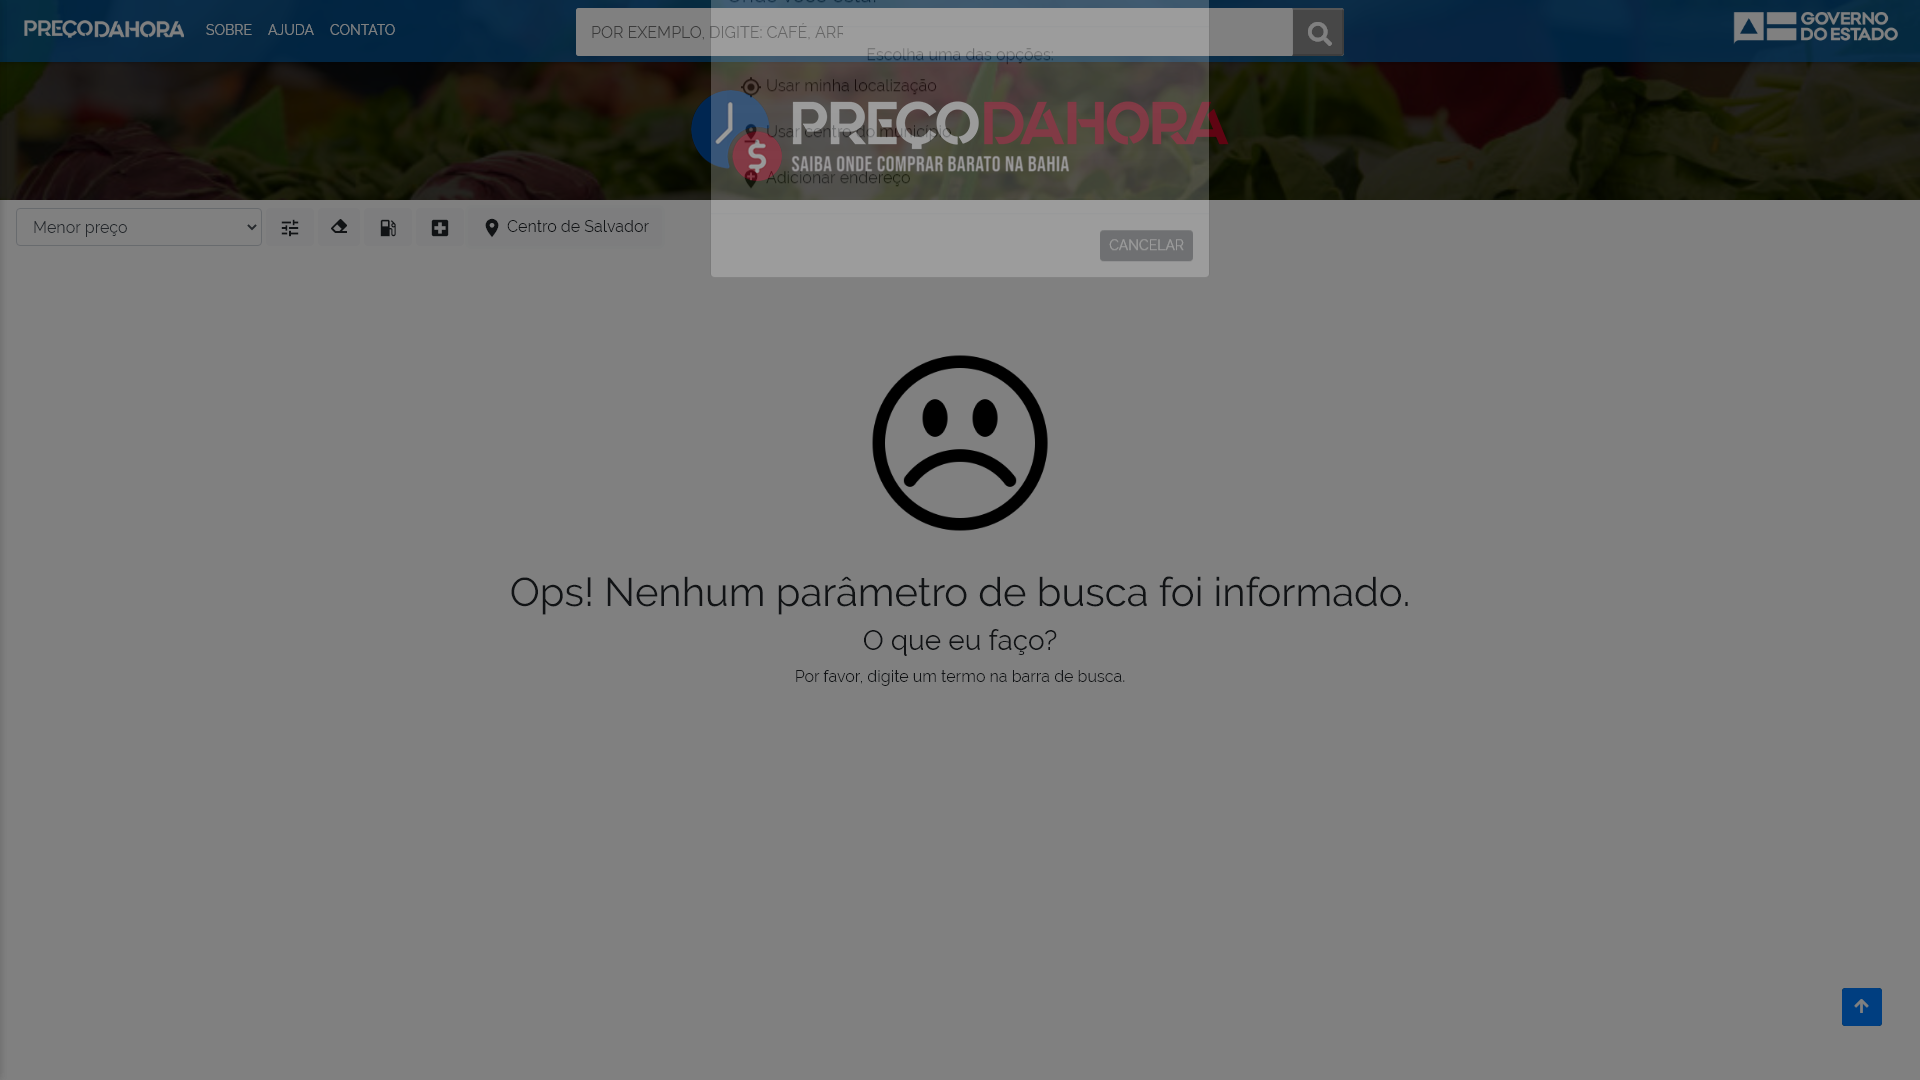 PREÇODAHORA
SOBRE
AJUDA
CONTATO
Onde você está?
POR EXEMPLO, DIGITE: CAFÉ,
GOVERNO
DO ESTADO
Escolha uma das opções:
Usar minha localização
PREÇODAHORA
Usar centro do município
SAIBA ONDE COMPRAR BARATO NA BAHIA
Adicionar endereço
Menor preço
Centro de Salvador
CANCELAR
Ops! Nenhum parâmetro de busca foi informado.
O que eu faço?
Por favor, digite um termo na barra de busca.